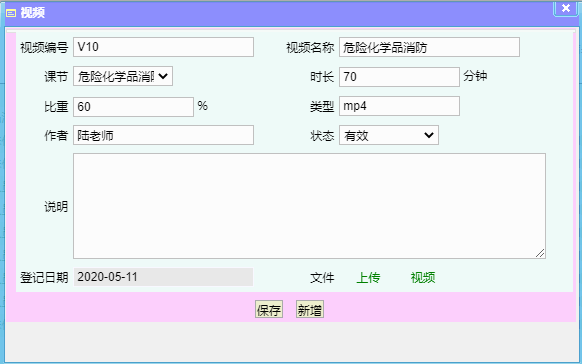 视频
视频编号 V10 视频名称 危险化学品消防
课节 危险化学品消防 时长 70 分钟
比重 60 % 类型 mp4
作者 陆老师 状态 有效
说明
登记日期 2020-05-11 文件 上传 视频
保存 新增